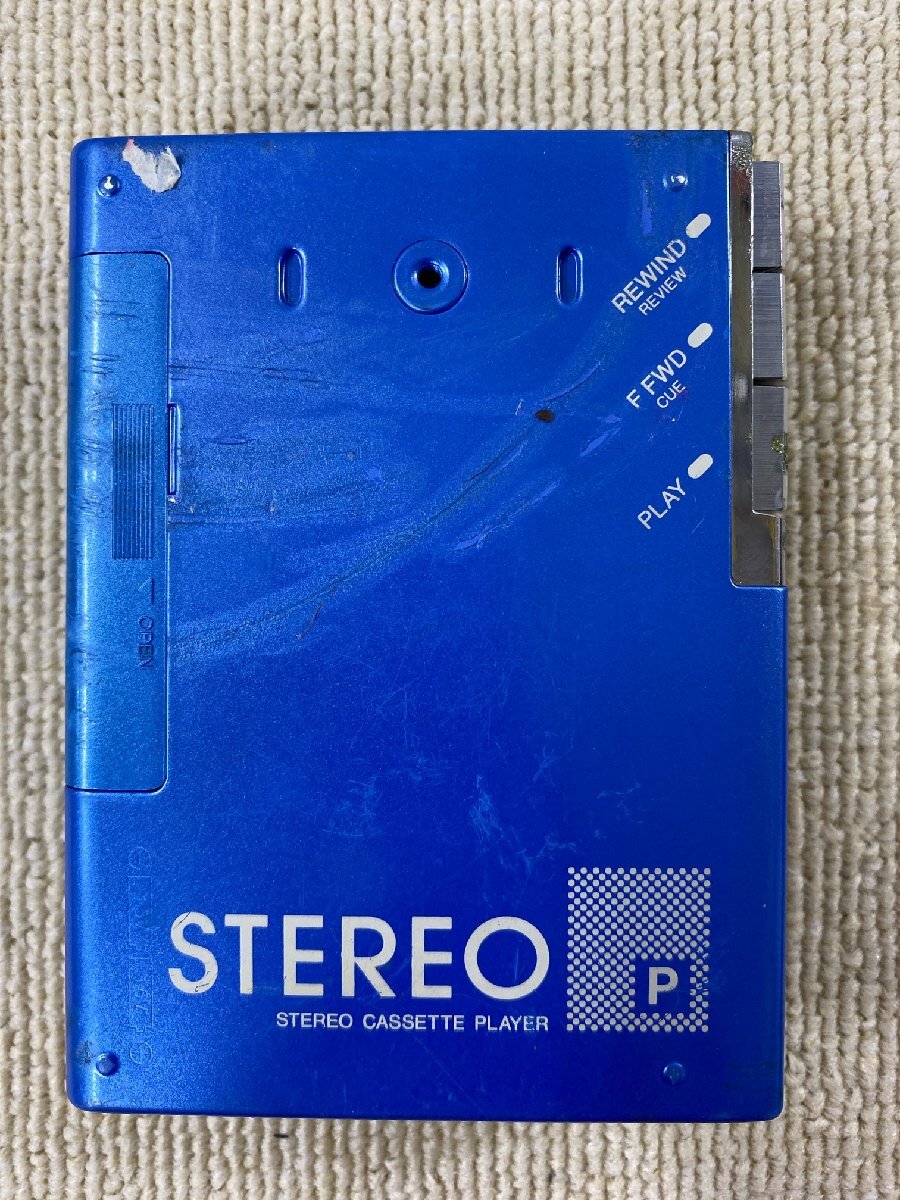 REWIND
REVIEW
F FWD
CUE
PLAY
OPEN
STEREO
P
STEREO CASSETTE PLAYER